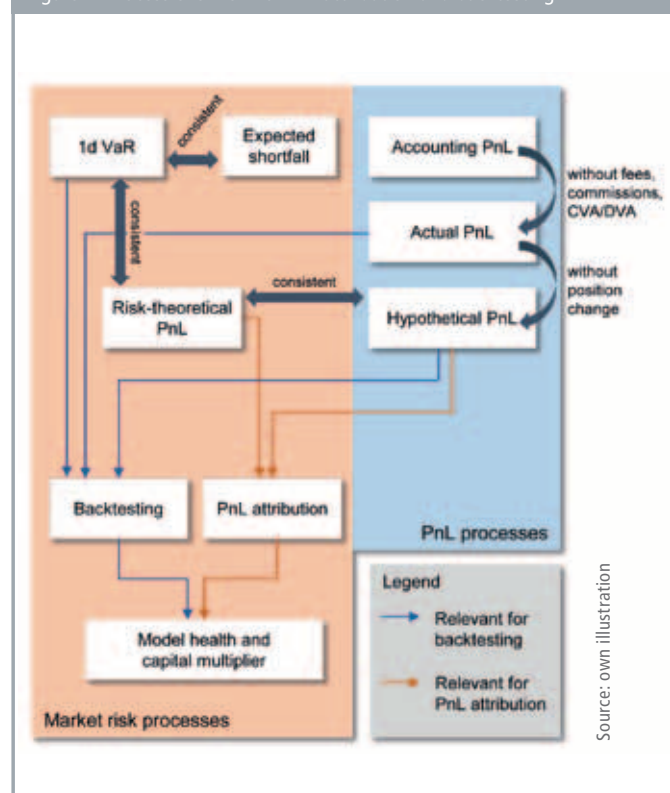 1d VaR
consistent
Expected
shortfall
Accounting PnL
without fees,
commissions,
CVA/DVA
consistent
Actual PnL
without
position
change
consistent
Risk-theoretical
PnL
Hypothetical PnL
Backtesting
PnL attribution
PnL processes
Model health and
capital multiplier
Market risk processes
Legend
Relevant for
backtesting
Relevant for
PnL attribution
Source: own illustration